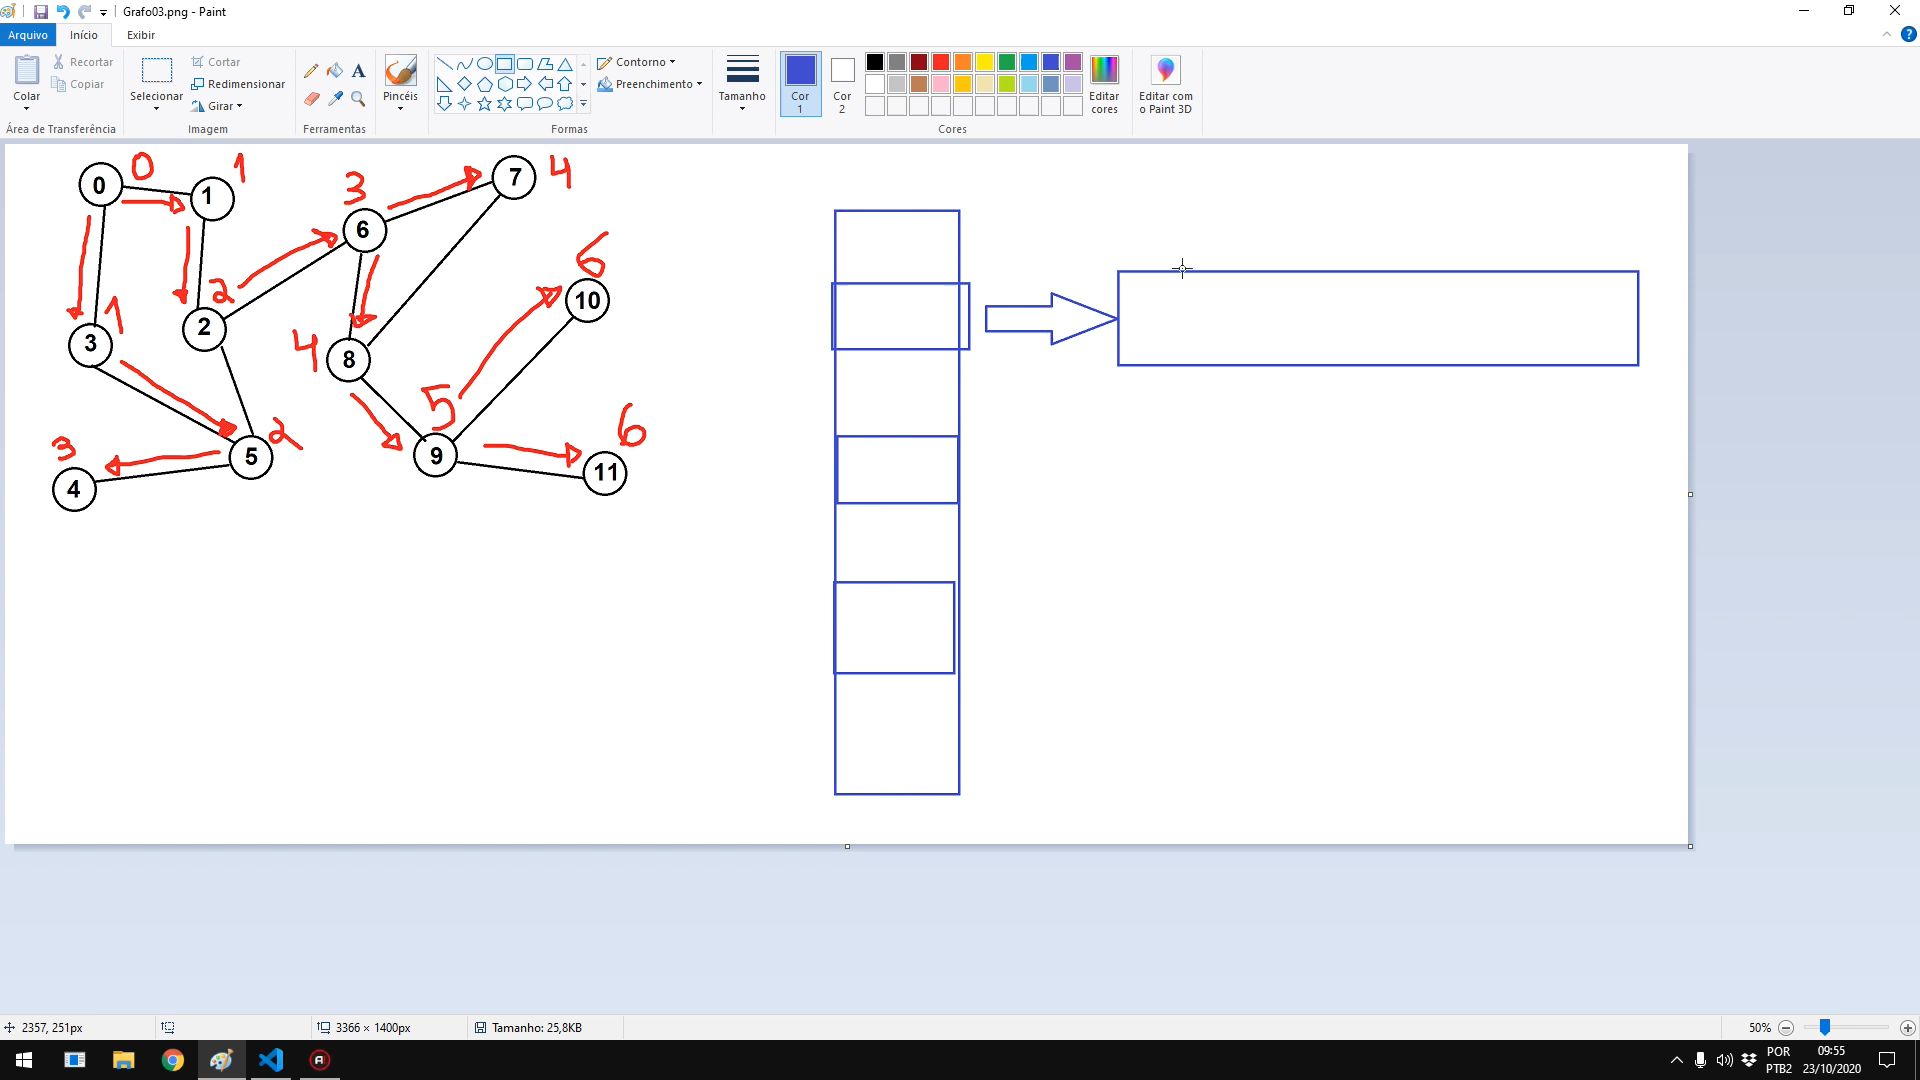 Grafo03.png - Paint
Arquivo
Início
Exibir
Colar
Recortar
Copiar
Área de Transferência
Selecionar
Cortar
Redimensionar
Girar
Imagem
Ferramentas
Pincéis
Formas
Contorno
Preenchimento
Tamanho
Cor
1
Cor
2
Cores
Editar
cores
Editar com
o Paint 3D
0
0
1
1
3
6
7
4
6
10
2
2
1
3
4
8
5
9
6
11
3
4
5
2
2357, 251px
3366 × 1400px
Tamanho: 25,8KB
50%
POR
PTB2
09:55
23/10/2020